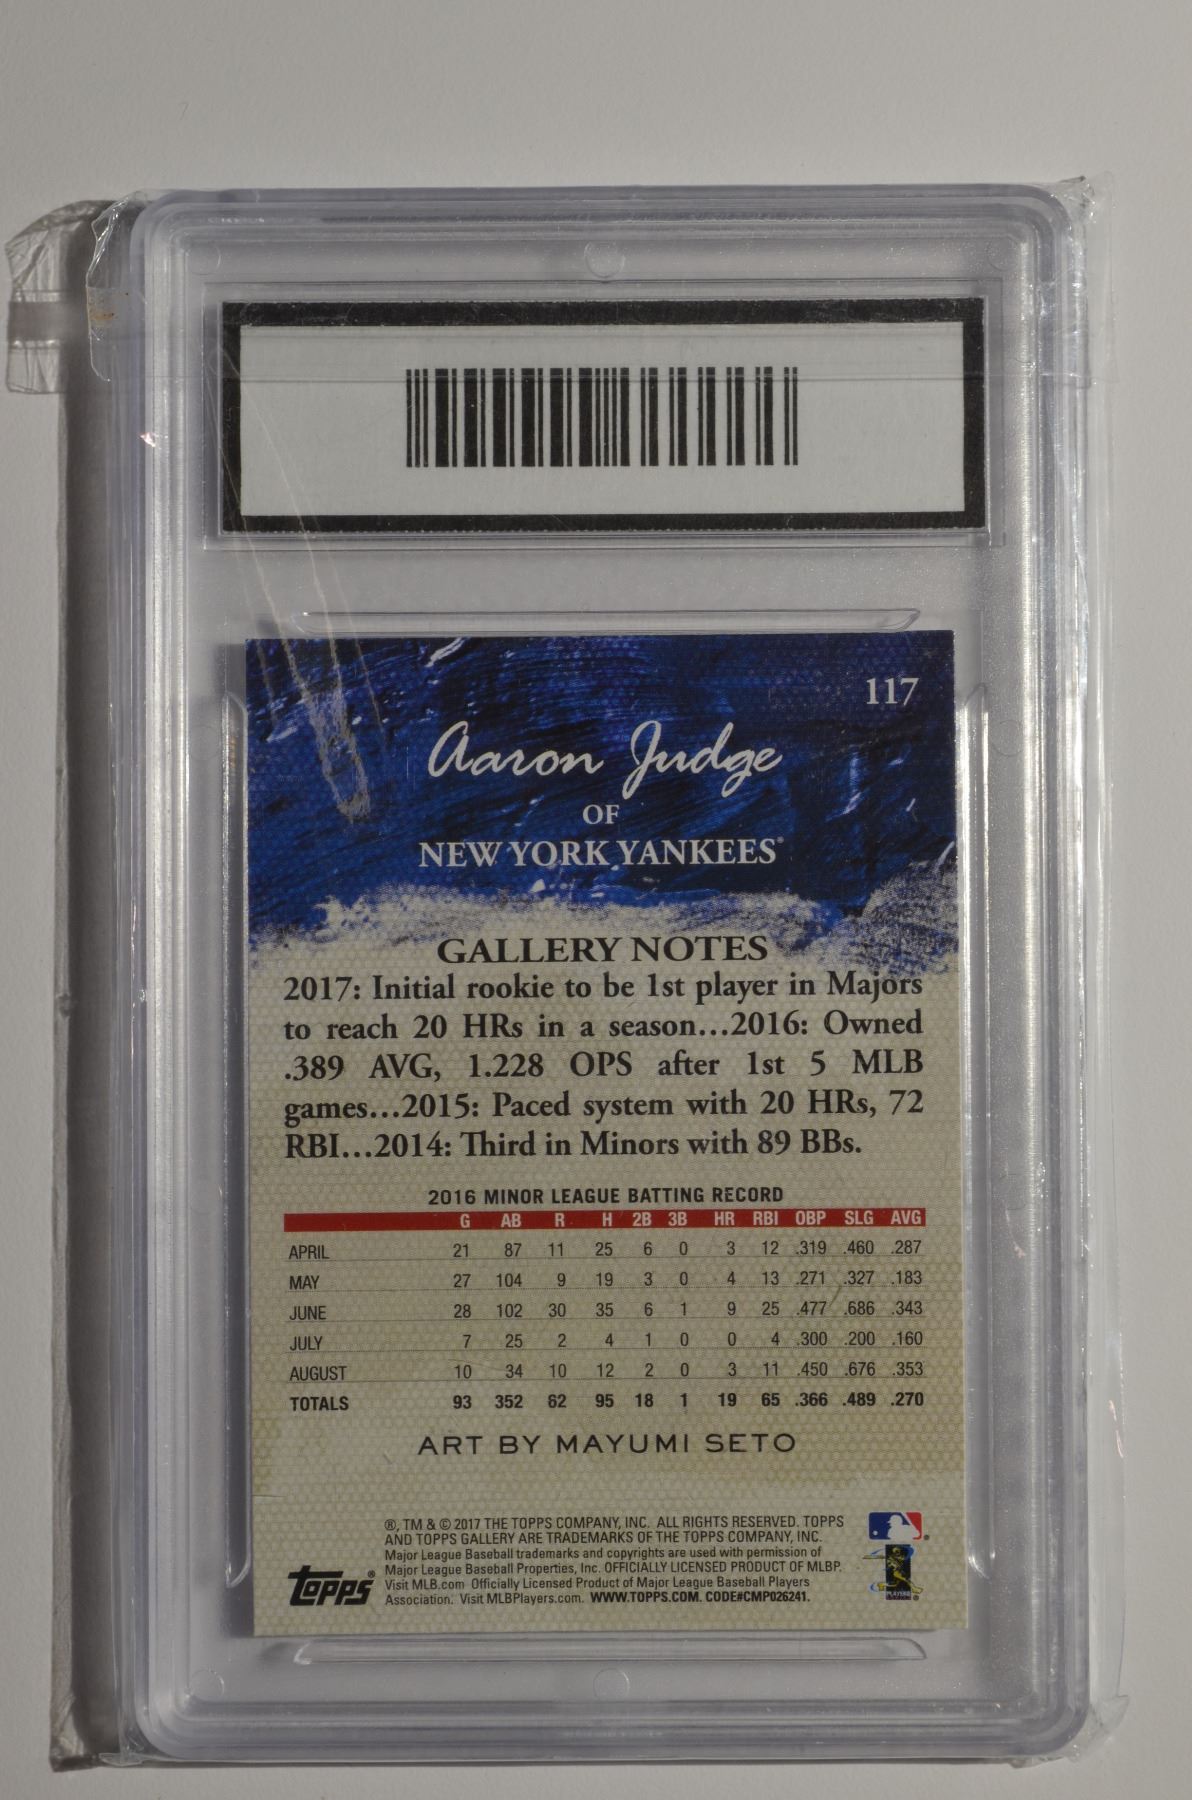 117
Aaron Judge
OF
NEW YORK YANKEES®
GALLERY NOTES
2017: Initial rookie to be 1st player in Majors
to reach 20 HRs in a season...2016: Owned
.389 AVG, 1.228 OPS after 1st 5 MLB
games...2015: Paced system with 20 HRs, 72
RBI...2014: Third in Minors with 89 BBs.
2016 MINOR LEAGUE BATTING RECORD
G AB R H 2B 3B HR RBI OBP SLG AVG
APRIL 21 87 11 25 6 0 3 12 .319 .460 .287
MAY 27 104 9 19 3 0 4 13 .271 .327 .183
JUNE 28 102 30 35 6 1 9 25 .477 .686 .343
JULY 7 25 2 4 1 0 0 4 .300 .200 .160
AUGUST 10 34 10 12 2 0 3 11 .450 .676 .353
TOTALS 93 352 62 95 18 1 19 65 .366 .489 .270
ART BY MAYUMI SETO
®, TM & © 2017 THE TOPPS COMPANY, INC. ALL RIGHTS RESERVED. TOPPS
AND TOPPS GALLERY ARE TRADEMARKS OF THE TOPPS COMPANY, INC.
Major League Baseball trademarks and copyrights are used with permission of
Major League Baseball Properties, Inc. OFFICIALLY LICENSED PRODUCT OF MLBP.
Visit MLB.com Officially Licensed Product of Major League Baseball Players
Association. Visit MLBPlayers.com. WWW.TOPPS.COM. CODE#CMP026241.
Topps®